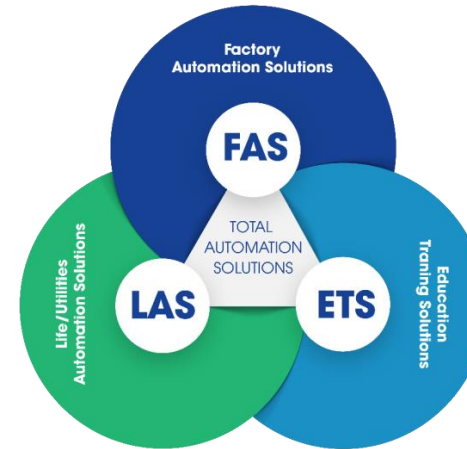 Factory
Automation Solutions
FAS
TOTAL
AUTOMATION
SOLUTIONS
Life/Utilities
Automation Solutions
LAS
ETS
Education
Traning Solutions